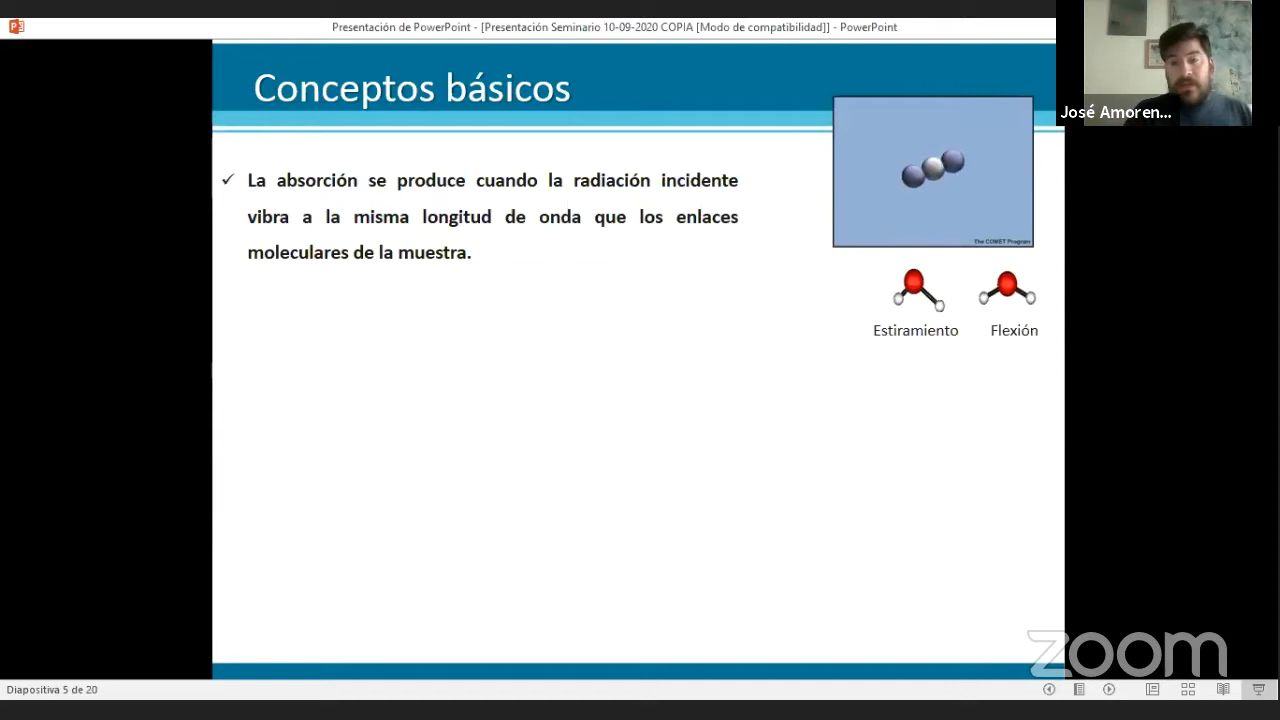 Presentación de PowerPoint - [Presentación Seminario 10-09-2020 COPIA [Modo de compatibilidad]] - PowerPoint
José Amoren...
Conceptos básicos
✓ La absorción se produce cuando la radiación incidente
vibra a la misma longitud de onda que los enlaces
moleculares de la muestra.
The COMET Program
Estiramiento
Flexión
zoom
Diapositiva 5 de 20